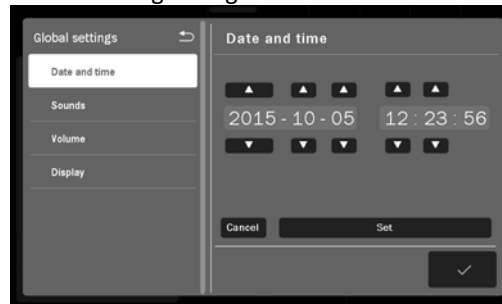 Global settings
Date and time
Sounds
Volume
Display
Date and time
2015 - 10 - 05 12 : 23 : 56
Cancel
Set